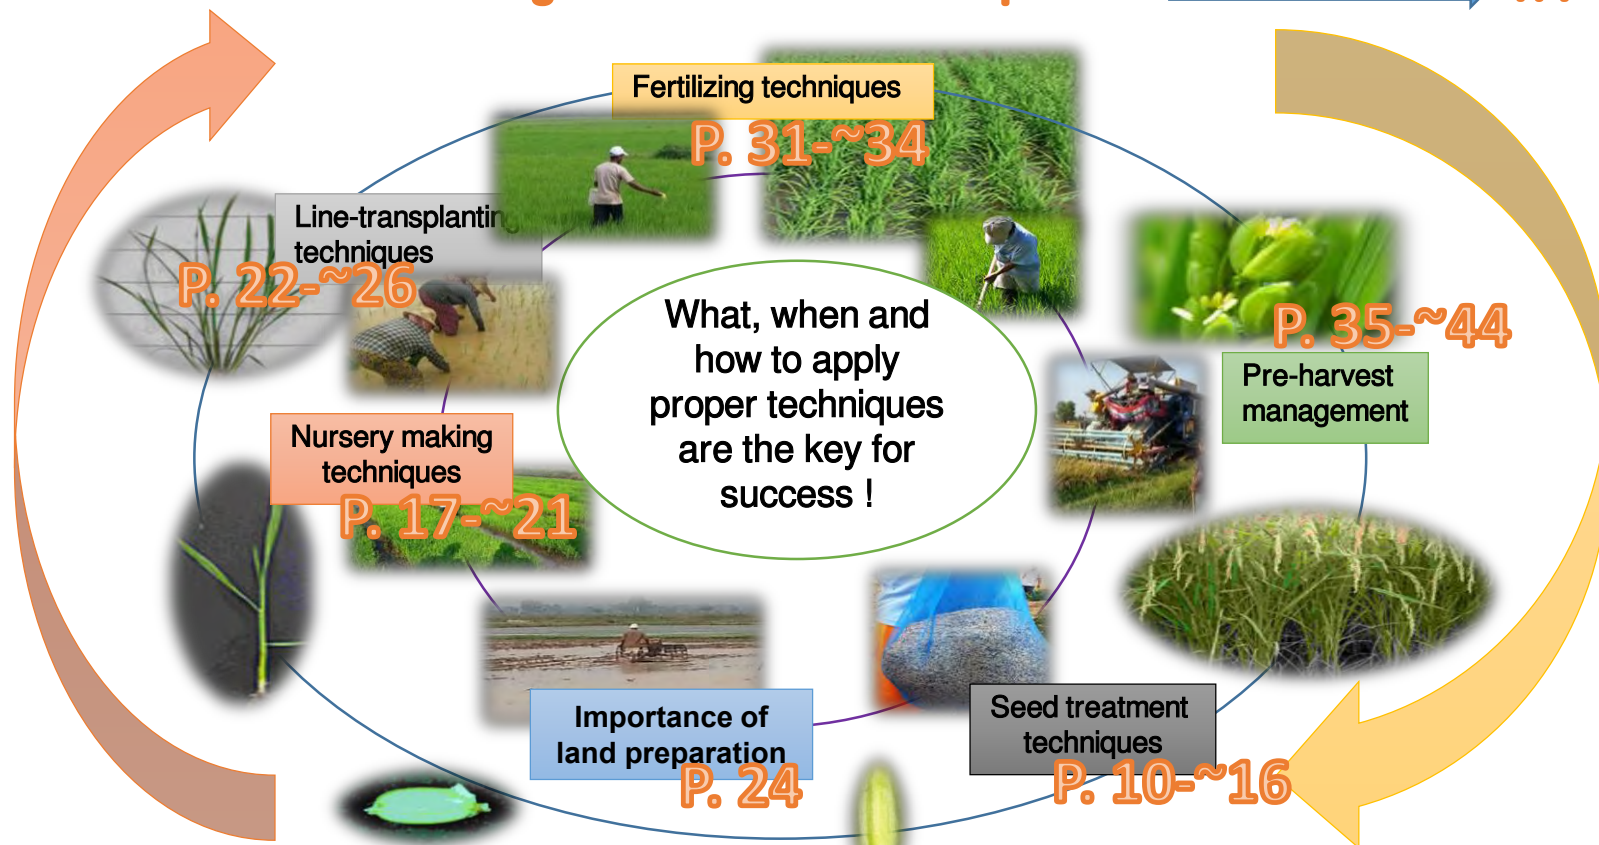 Fertilizing techniques
P. 31-~34
Line-transplanting
techniques
P. 22-~26
What, when and
how to apply
proper techniques
are the key for
success !
P. 35-~44
Pre-harvest
management
Nursery making
techniques
P. 17-~21
Importance of
land preparation
P. 24
Seed treatment
techniques
P. 10-~16